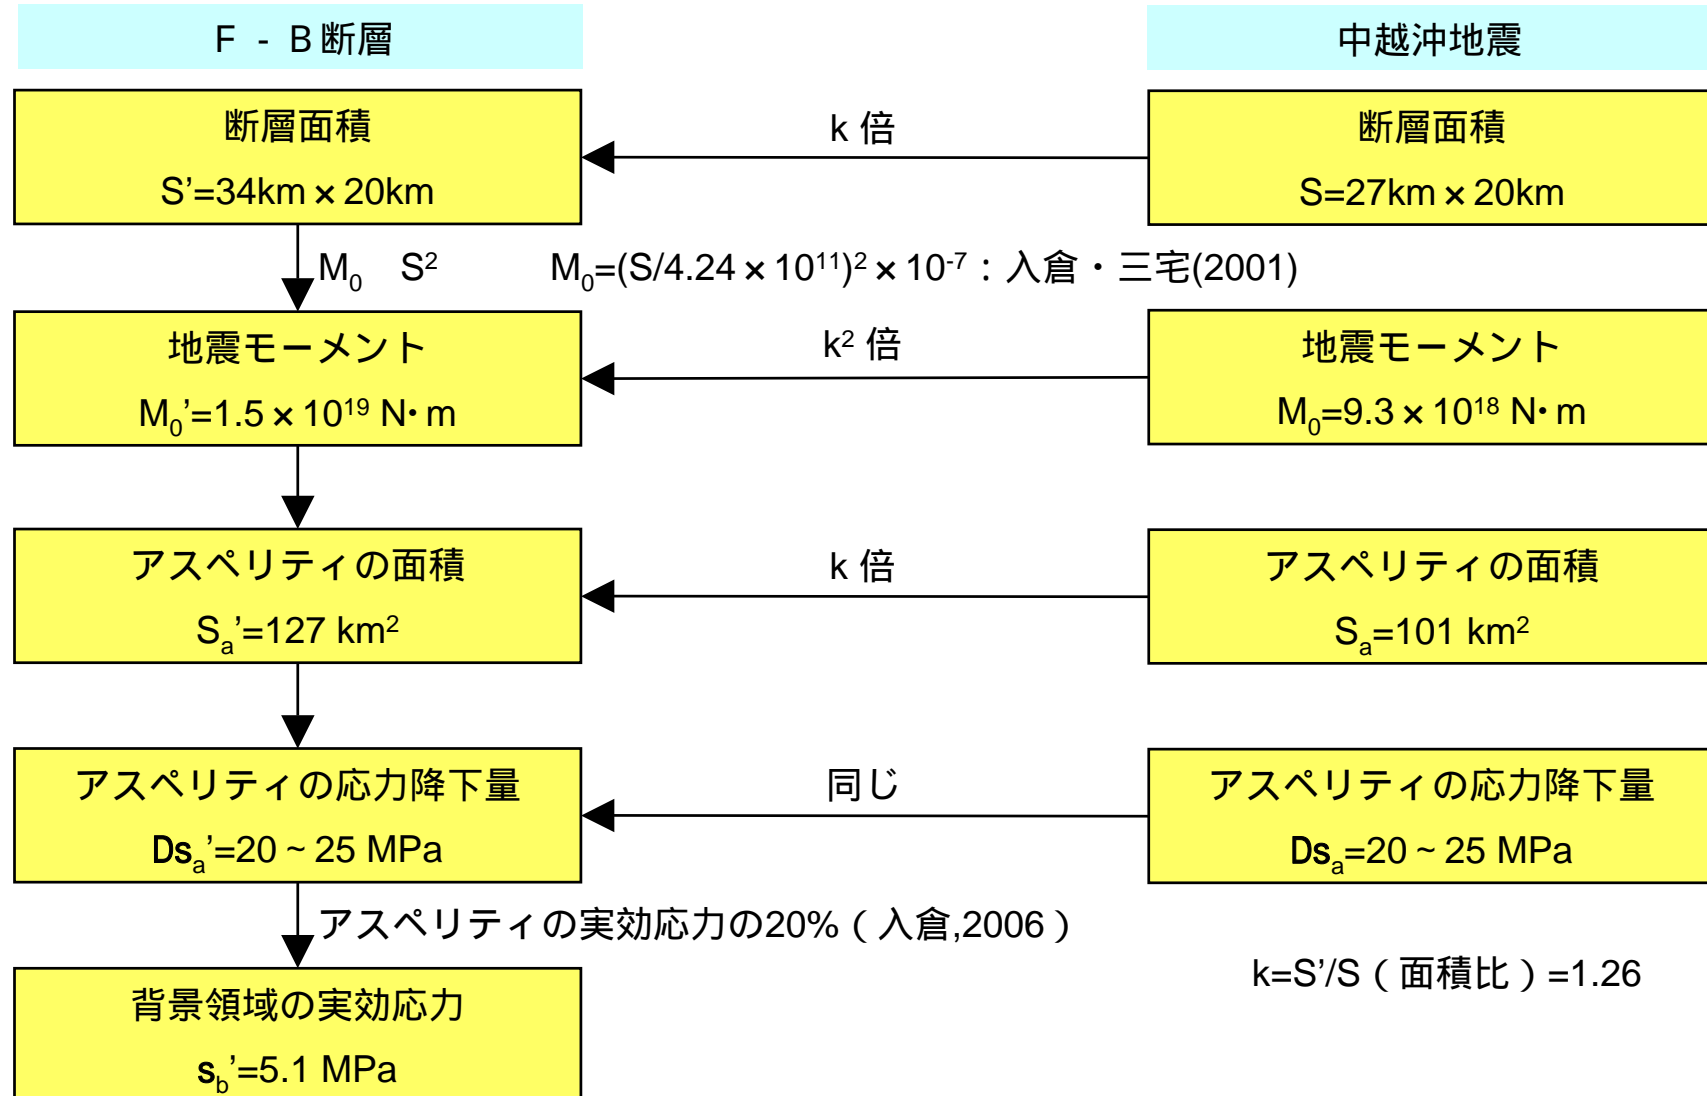 F - B断層
中越沖地震
断層面積
S’=34km×20km
k 倍
断層面積
S=27km×20km
M₀ S² M₀=(S/4.24×10¹¹)²×10⁻⁷：入倉・三宅(2001)
地震モーメント
M₀’=1.5×10¹⁹ N・m
k² 倍
地震モーメント
M₀=9.3×10¹⁸ N・m
アスペリティの面積
Sₐ’=127 km²
k 倍
アスペリティの面積
Sₐ=101 km²
アスペリティの応力降下量
Dsₐ’=20～25 MPa
同じ
アスペリティの応力降下量
Dsₐ=20～25 MPa
アスペリティの実効応力の20%（入倉,2006）
k=S’/S（面積比）=1.26
背景領域の実効応力
s_b’=5.1 MPa